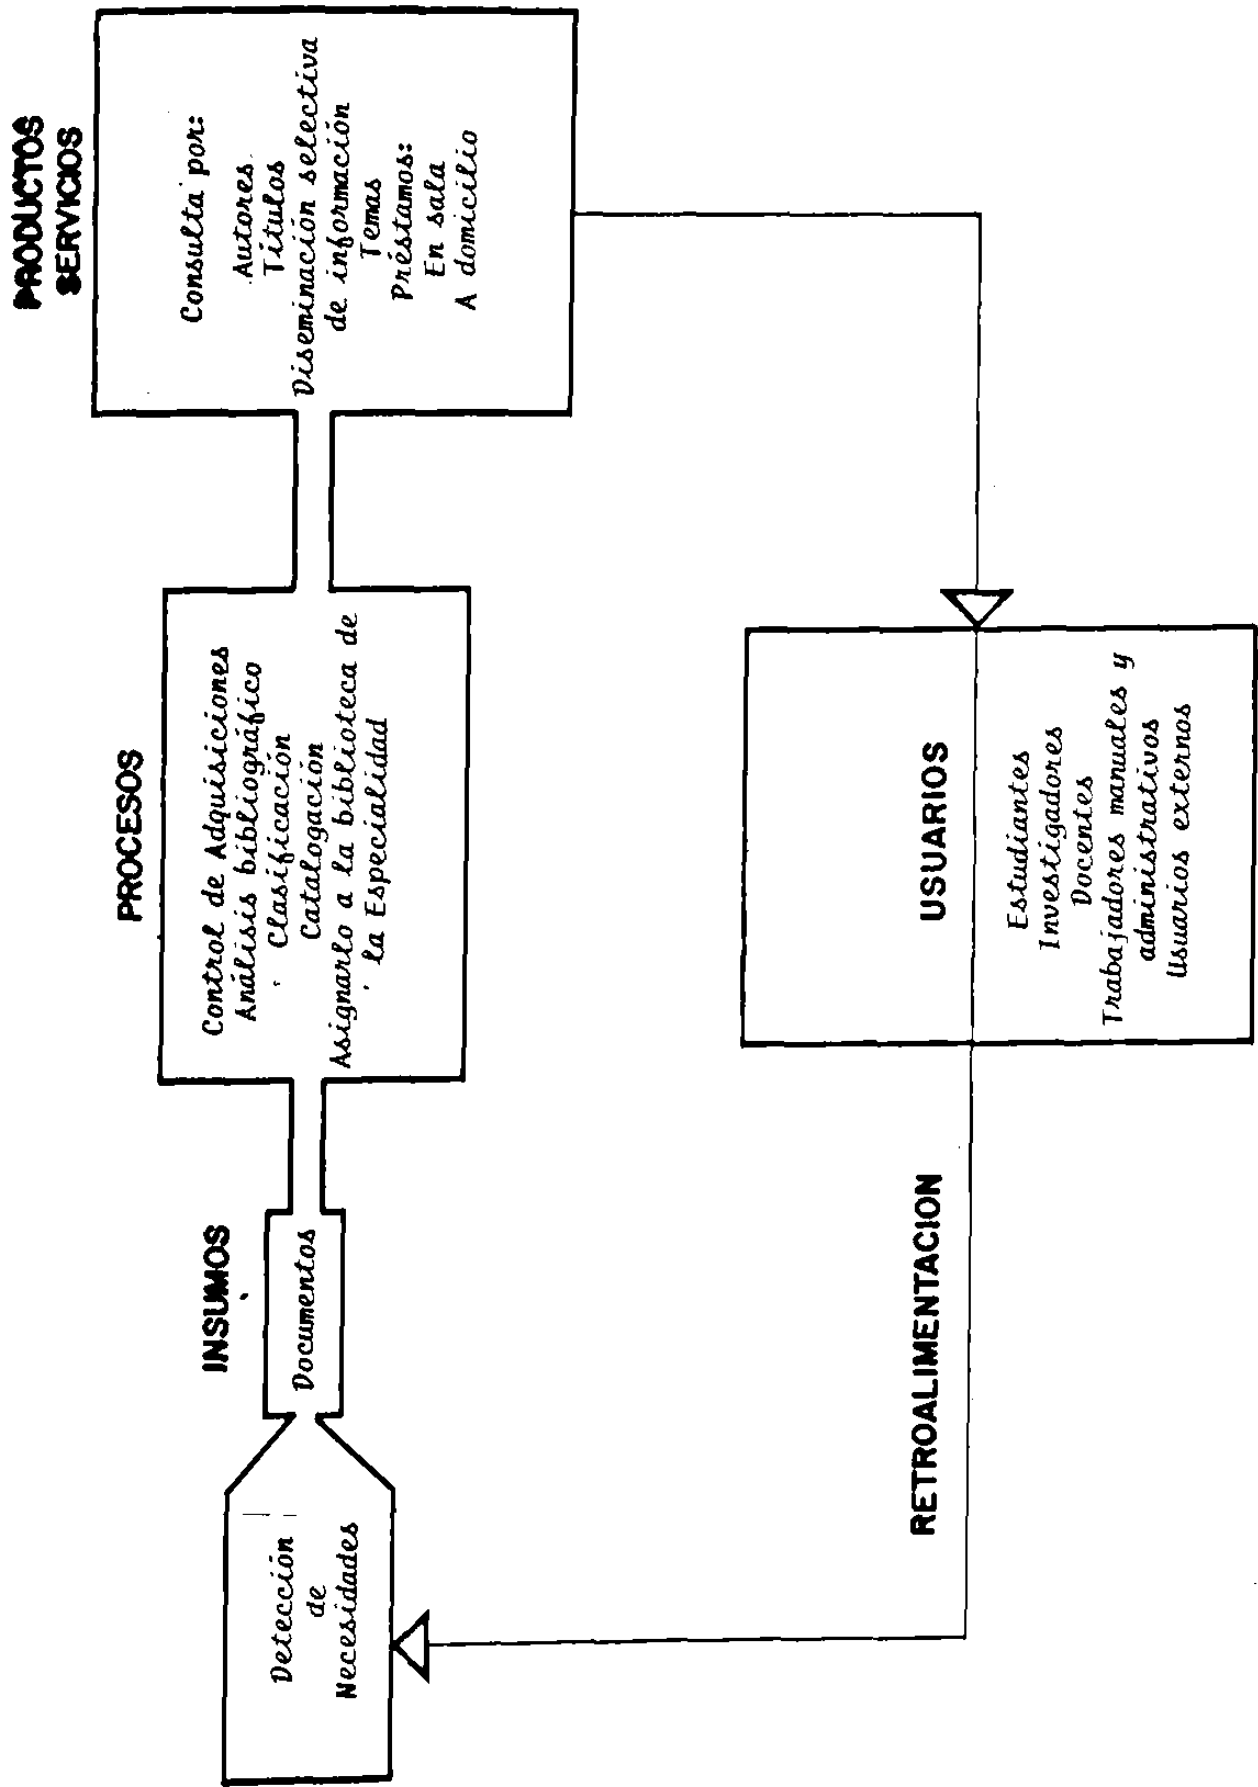 Detección
de
Necesidades
INSUMOS
Documentos
PROCESOS
Control de Adquisiciones
Análisis bibliográfico
Clasificación
Catalogación
Asignarlo a la biblioteca de
la Especialidad
PRODUCTOS
SERVICIOS
Consulta por:
Autores
Títulos
Diseminación selectiva
de información
Temas
Préstamos:
En sala
A domicilio
USUARIOS
Estudiantes
Investigadores
Docentes
Trabajadores manuales y
administrativos
Usuarios externos
RETROALIMENTACION